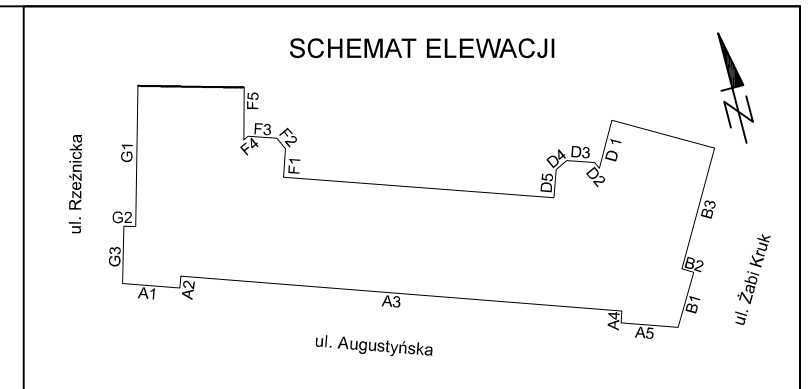 SCHEMAT ELEWACJI
ul. Rzeźnicka
G1
G2
G3
F5
F3
F4
F2
F1
D5
D4
D3
D2
D 1
B3
B2
B1
A1
A2
A3
A4
A5
ul. Żabi Kruk
ul. Augustyńska
N